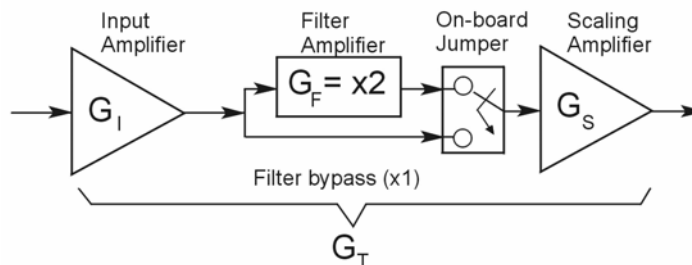 Input
Amplifier
Filter
Amplifier
On-board
Jumper
Scaling
Amplifier
G_I
G_F = x2
G_S
Filter bypass (x1)
G_T